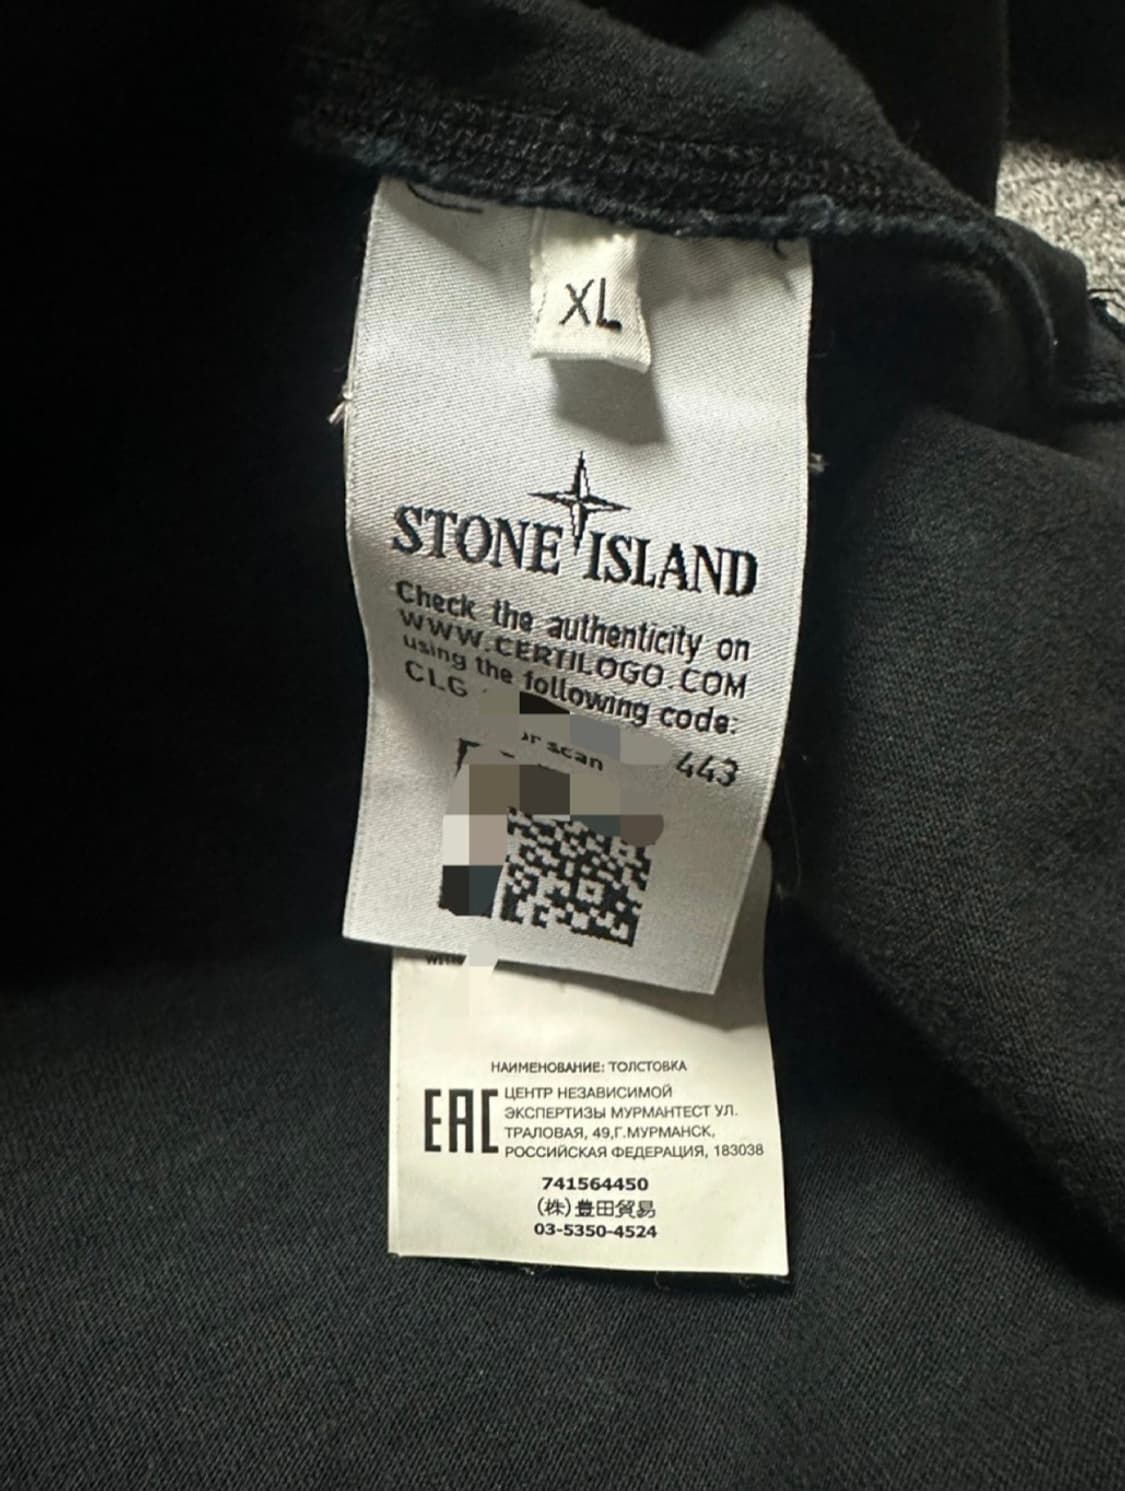 XL
STONE ISLAND
Check the authenticity on
WWW.CERTILOGO.COM
using the following code:
CLG 443
scan
НАИМЕНОВАНИЕ: ТОЛСТОВКА
EAC
ЦЕНТР НЕЗАВИСИМОЙ
ЭКСПЕРТИЗЫ МУРМАНТЕСТ УЛ.
ТРАЛОВАЯ, 49,Г.МУРМАНСК,
РОССИЙСКАЯ ФЕДЕРАЦИЯ, 183038
741564450
(株)豊田貿易
03-5350-4524